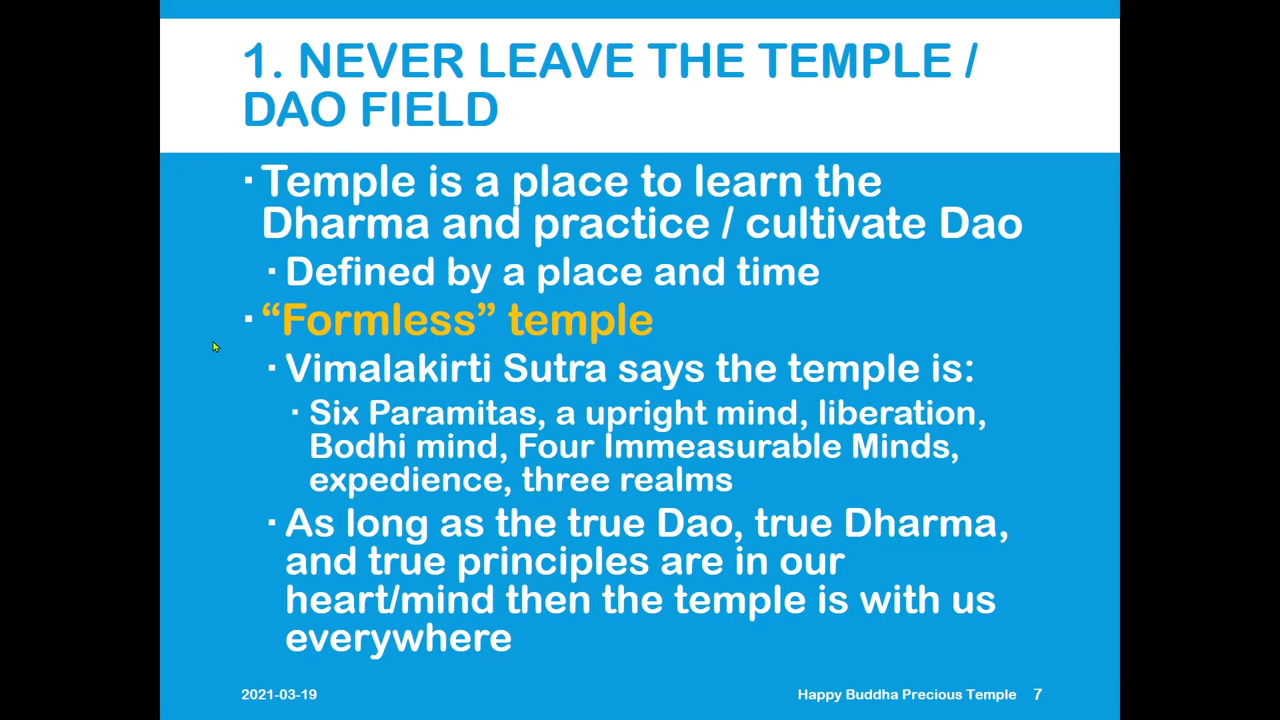 1. NEVER LEAVE THE TEMPLE /
DAO FIELD
▪ Temple is a place to learn the
Dharma and practice / cultivate Dao
▪ Defined by a place and time
▪ “Formless” temple
▪ Vimalakirti Sutra says the temple is:
▪ Six Paramitas, a upright mind, liberation,
Bodhi mind, Four Immeasurable Minds,
expedience, three realms
▪ As long as the true Dao, true Dharma,
and true principles are in our
heart/mind then the temple is with us
everywhere
2021-03-19 Happy Buddha Precious Temple 7